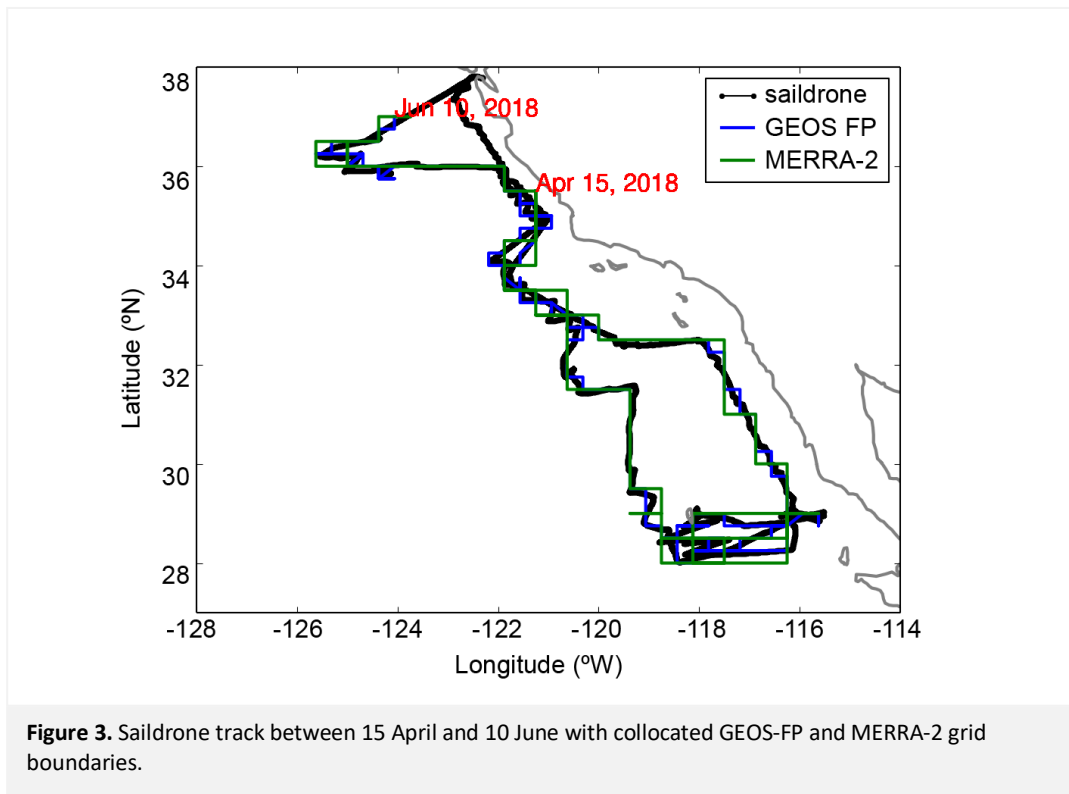 38
36
34
32
30
28
Latitude (ºN)
Jun 10, 2018
Apr 15, 2018
saildrone
GEOS FP
MERRA-2
-128 -126 -124 -122 -120 -118 -116 -114
Longitude (ºW)
Figure 3. Saildrone track between 15 April and 10 June with collocated GEOS-FP and MERRA-2 grid
boundaries.